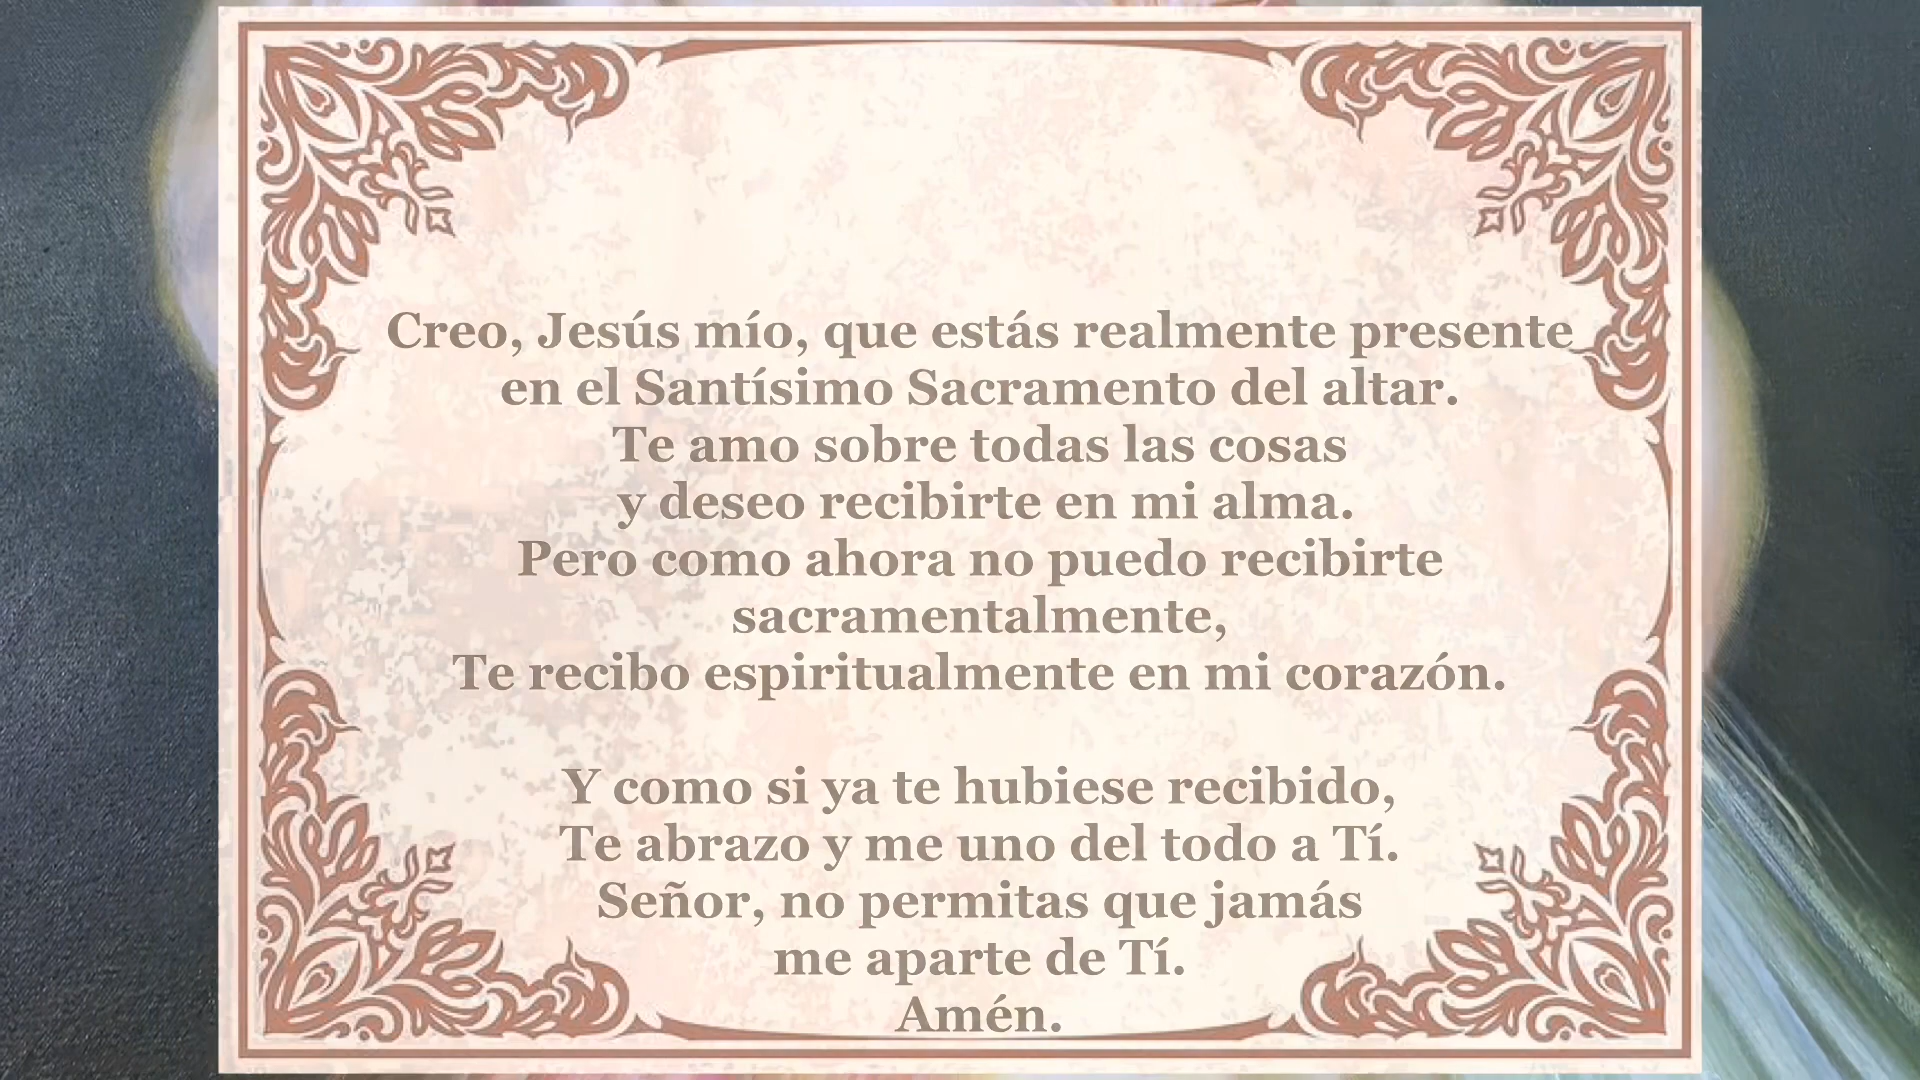 Creo, Jesús mío, que estás realmente presente
en el Santísimo Sacramento del altar.
Te amo sobre todas las cosas
y deseo recibirte en mi alma.
Pero como ahora no puedo recibirte
sacramentalmente,
Te recibo espiritualmente en mi corazón.
Y como si ya te hubiese recibido,
Te abrazo y me uno del todo a Tí.
Señor, no permitas que jamás
me aparte de Tí.
Amén.